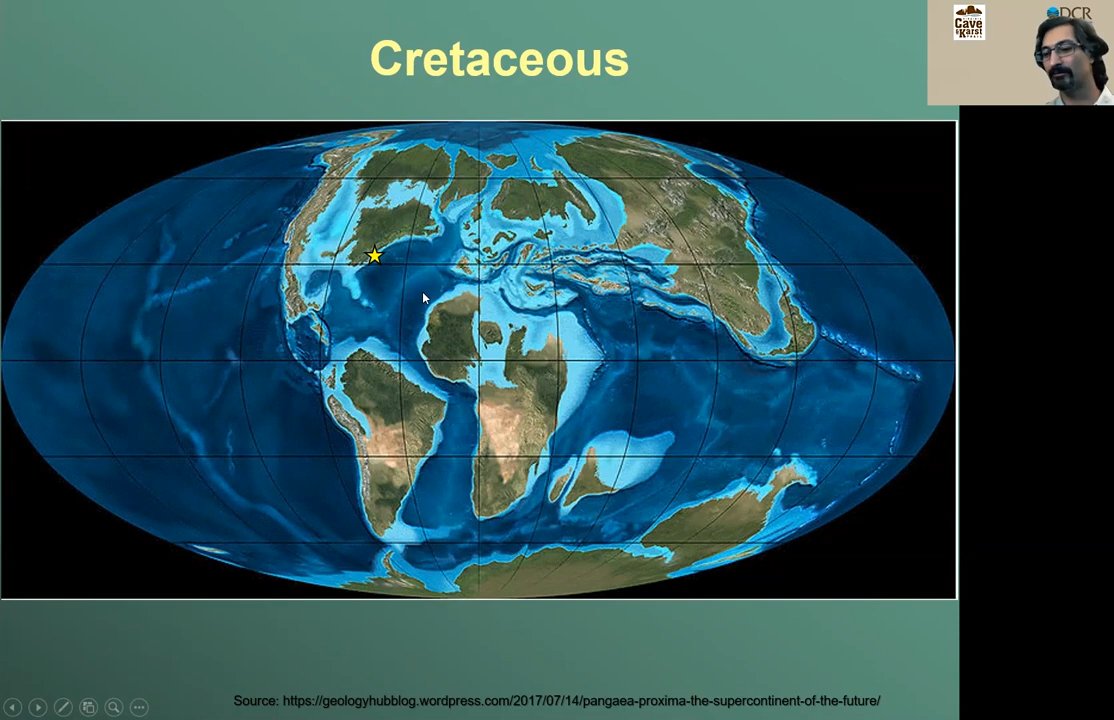 Cretaceous
Cave
Karst
DCR
Source: https://geologyhubblog.wordpress.com/2017/07/14/pangaea-proxima-the-supercontinent-of-the-future/